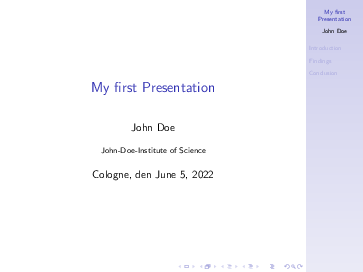 My first Presentation
John Doe
John-Doe-Institute of Science
Cologne, den June 5, 2022
My first
Presentation
John Doe
Introduction
Findings
Conclusion